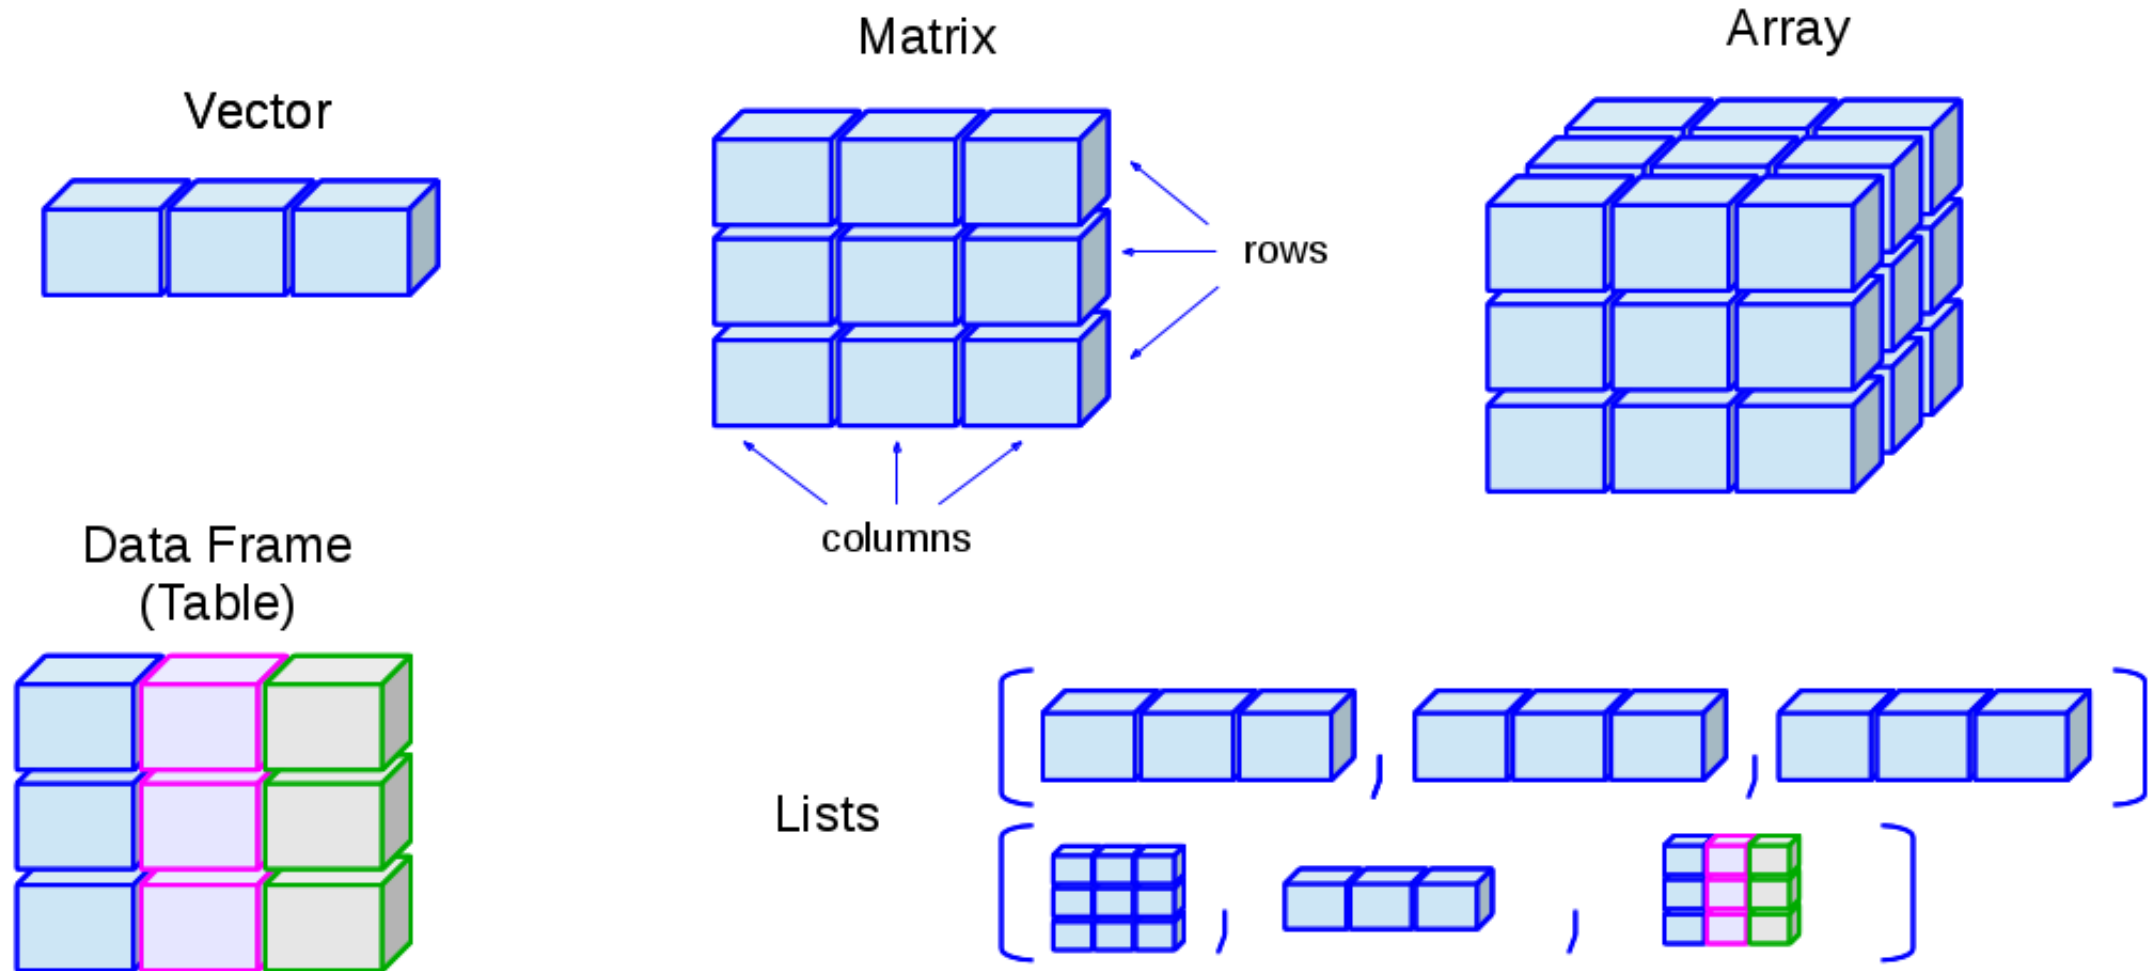 Matrix
Array
Vector
rows
columns
Data Frame
(Table)
Lists
, ,
, ,